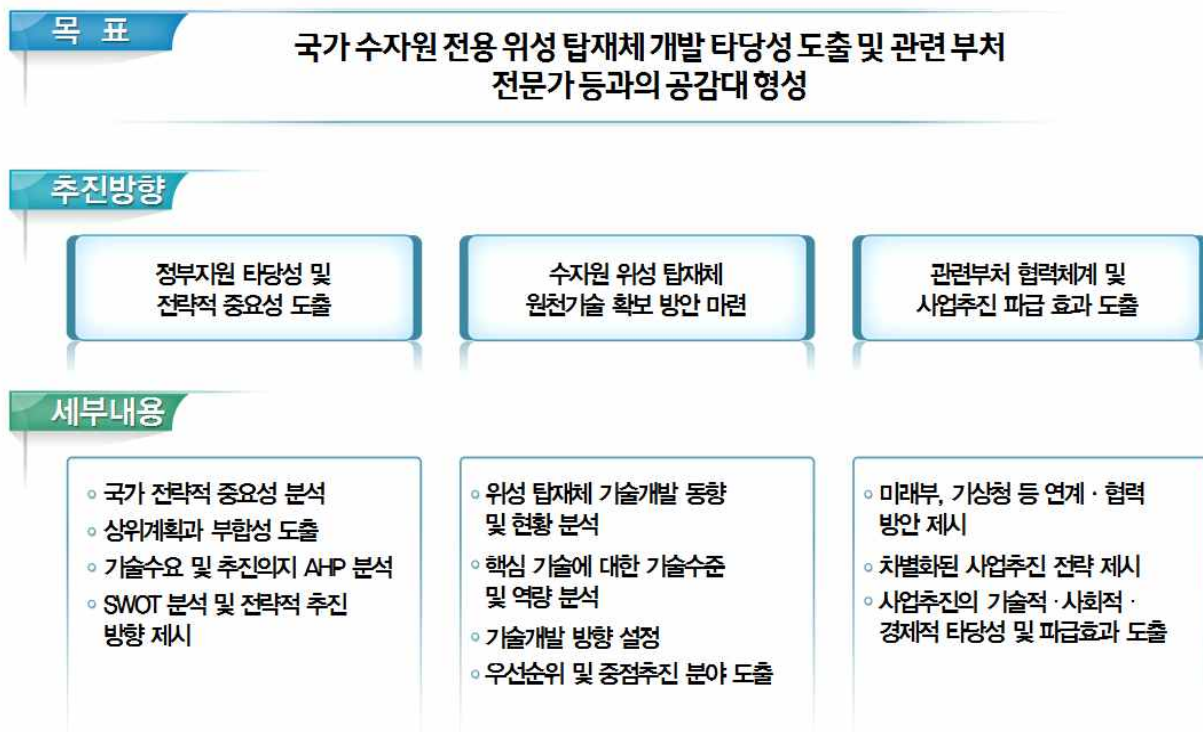 목 표
국가 수자원 전용 위성 탑재체 개발 타당성 도출 및 관련 부처
전문가 등과의 공감대 형성
추진방향
정부지원 타당성 및
전략적 중요성 도출
수자원 위성 탑재체
원천기술 확보 방안 마련
관련부처 협력체계 및
사업추진 파급 효과 도출
세부내용
◦ 국가 전략적 중요성 분석
◦ 상위계획과 부합성 도출
◦ 기술수요 및 추진의지 AHP 분석
◦ SWOT 분석 및 전략적 추진
방향 제시
◦ 위성 탑재체 기술개발 동향
및 현황 분석
◦ 핵심 기술에 대한 기술수준
및 역량 분석
◦ 기술개발 방향 설정
◦ 우선순위 및 중점추진 분야 도출
◦ 미래부, 기상청 등 연계 · 협력
방안 제시
◦ 차별화된 사업추진 전략 제시
◦ 사업추진의 기술적 · 사회적 ·
경제적 타당성 및 파급효과 도출